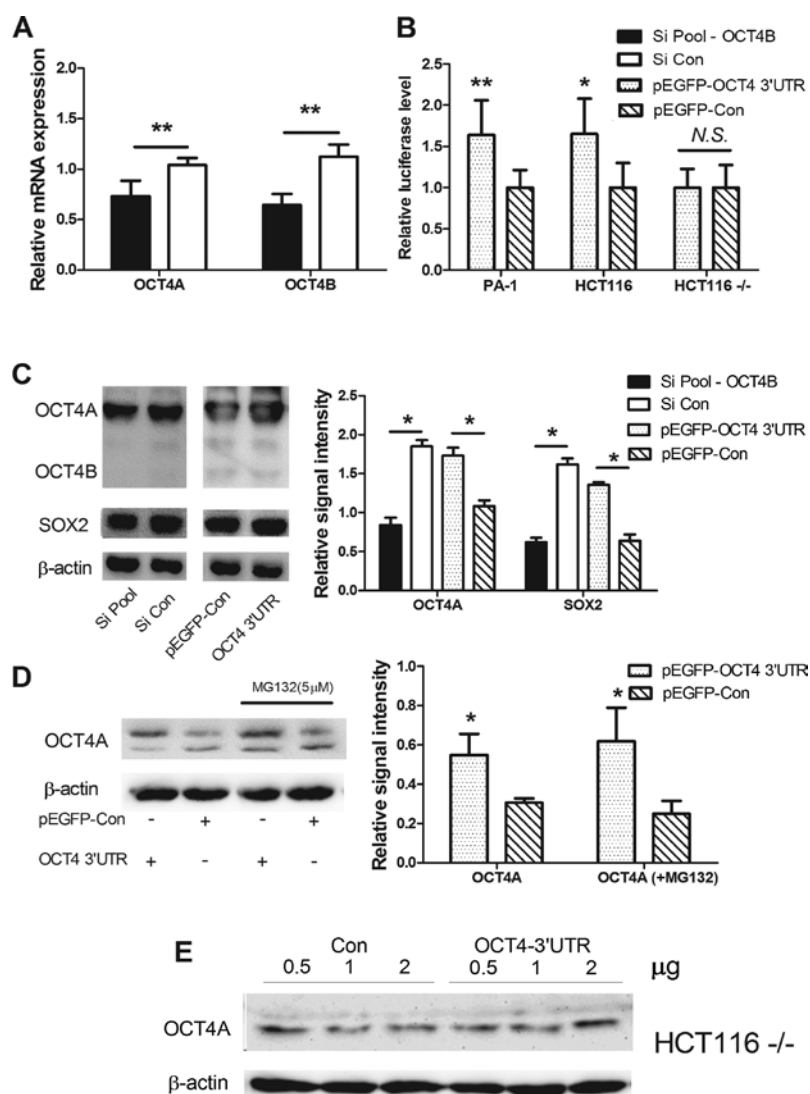 A
Relative mRNA expression
2.0
1.5
1.0
0.5
0.0
**
**
OCT4A
OCT4B
B
Relative luciferase level
2.5
2.0
1.5
1.0
0.5
0.0
**
*
N.S.
PA-1
HCT116
HCT116 -/-
Si Pool - OCT4B
Si Con
pEGFP-OCT4 3'UTR
pEGFP-Con
C
OCT4A
OCT4B
SOX2
β-actin
Si Pool
Si Con
pEGFP-Con
OCT4 3'UTR
Relative signal intensity
2.5
2.0
1.5
1.0
0.5
0.0
*
*
*
*
OCT4A
SOX2
Si Pool - OCT4B
Si Con
pEGFP-OCT4 3'UTR
pEGFP-Con
D
MG132(5μM)
OCT4A
β-actin
pEGFP-Con - + - +
OCT4 3'UTR + - + -
Relative signal intensity
1.0
0.8
0.6
0.4
0.2
0.0
*
*
OCT4A
OCT4A (+MG132)
pEGFP-OCT4 3'UTR
pEGFP-Con
E
Con OCT4-3'UTR
0.5 1 2 0.5 1 2 μg
OCT4A
β-actin
HCT116 -/-